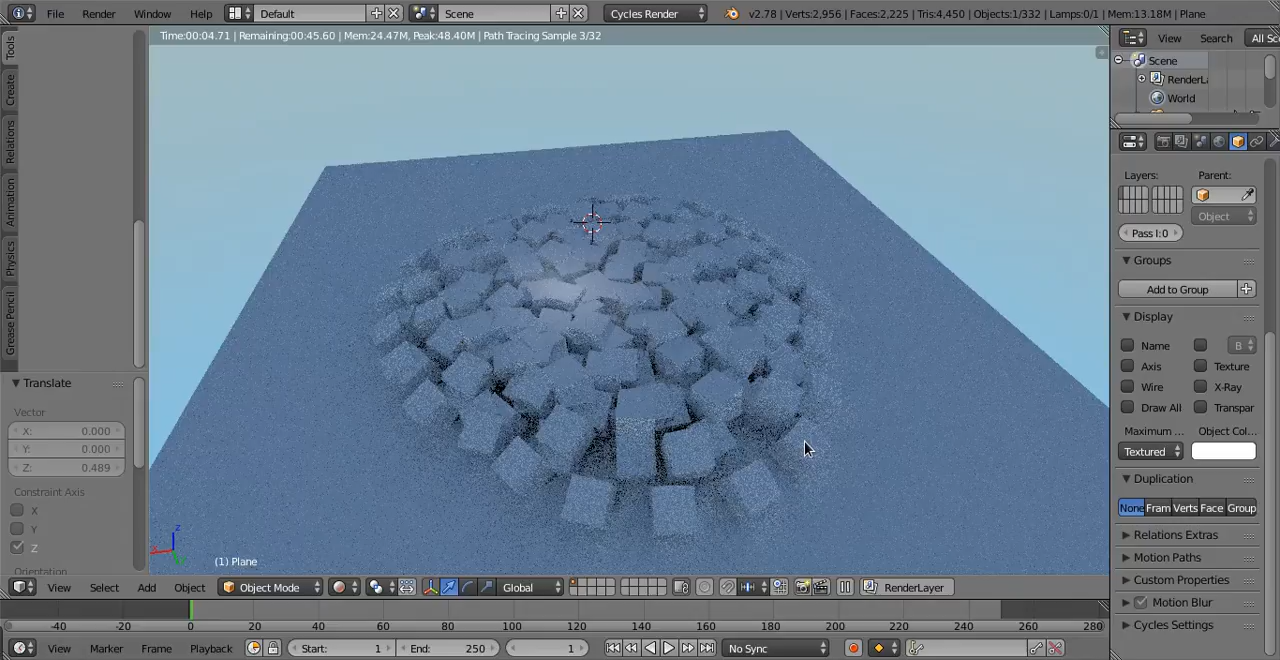 File Render Window Help Default Scene Cycles Render v2.78 | Verts:2,956 | Faces:2,225 | Tris:4,450 | Objects:1/332 | Lamps:0/1 | Mem:13.18M | Plane
Time:00:04.71 | Remaining:00:45.60 | Mem:24.47M, Peak:48.40M | Path Tracing Sample 3/32
View Search All Sc
Scene
RenderLa
World
Tools
Create
Relations
Animation
Physics
Grease Pencil
Translate
Vector
X: 0.000
Y: 0.000
Z: 0.489
Constraint Axis
X
Y
Z
Orientation
z
(1) Plane
Layers: Parent:
Object
Pass I:0
Groups
Add to Group
Display
Name B
Axis Texture
Wire X-Ray
Draw All Transpar
Maximum ... Object Col...
Textured
Duplication
None Fram Verts Face Group
Relations Extras
Motion Paths
Custom Properties
Motion Blur
Cycles Settings
View Select Add Object Object Mode Global RenderLayer
-40 -20 0 20 40 60 80 100 120 140 160 180 200 220 240 260 280
View Marker Frame Playback Start: 1 End: 250 1 No Sync